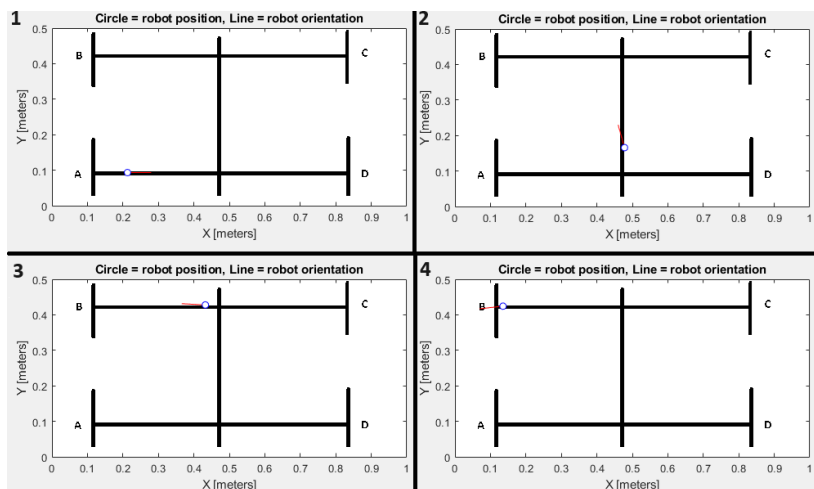 1
Circle = robot position, Line = robot orientation
0.5
0.4
0.3
0.2
0.1
0
Y [meters]
B
C
A
D
0 0.1 0.2 0.3 0.4 0.5 0.6 0.7 0.8 0.9 1
X [meters]
2
Circle = robot position, Line = robot orientation
0.5
0.4
0.3
0.2
0.1
0
Y [meters]
B
C
A
D
0 0.1 0.2 0.3 0.4 0.5 0.6 0.7 0.8 0.9 1
X [meters]
3
Circle = robot position, Line = robot orientation
0.5
0.4
0.3
0.2
0.1
0
Y [meters]
B
C
A
D
0 0.1 0.2 0.3 0.4 0.5 0.6 0.7 0.8 0.9 1
X [meters]
4
Circle = robot position, Line = robot orientation
0.5
0.4
0.3
0.2
0.1
0
Y [meters]
B
C
A
D
0 0.1 0.2 0.3 0.4 0.5 0.6 0.7 0.8 0.9 1
X [meters]